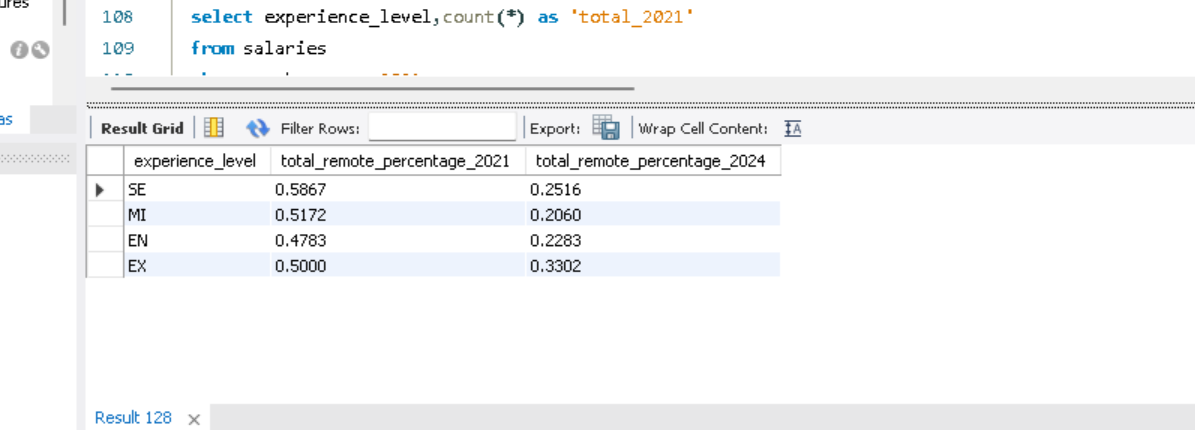 108 select experience_level,count(*) as 'total_2021'
109 from salaries
as
Result Grid Filter Rows: Export: Wrap Cell Content:
experience_level total_remote_percentage_2021 total_remote_percentage_2024
SE 0.5867 0.2516
MI 0.5172 0.2060
EN 0.4783 0.2283
EX 0.5000 0.3302
Result 128